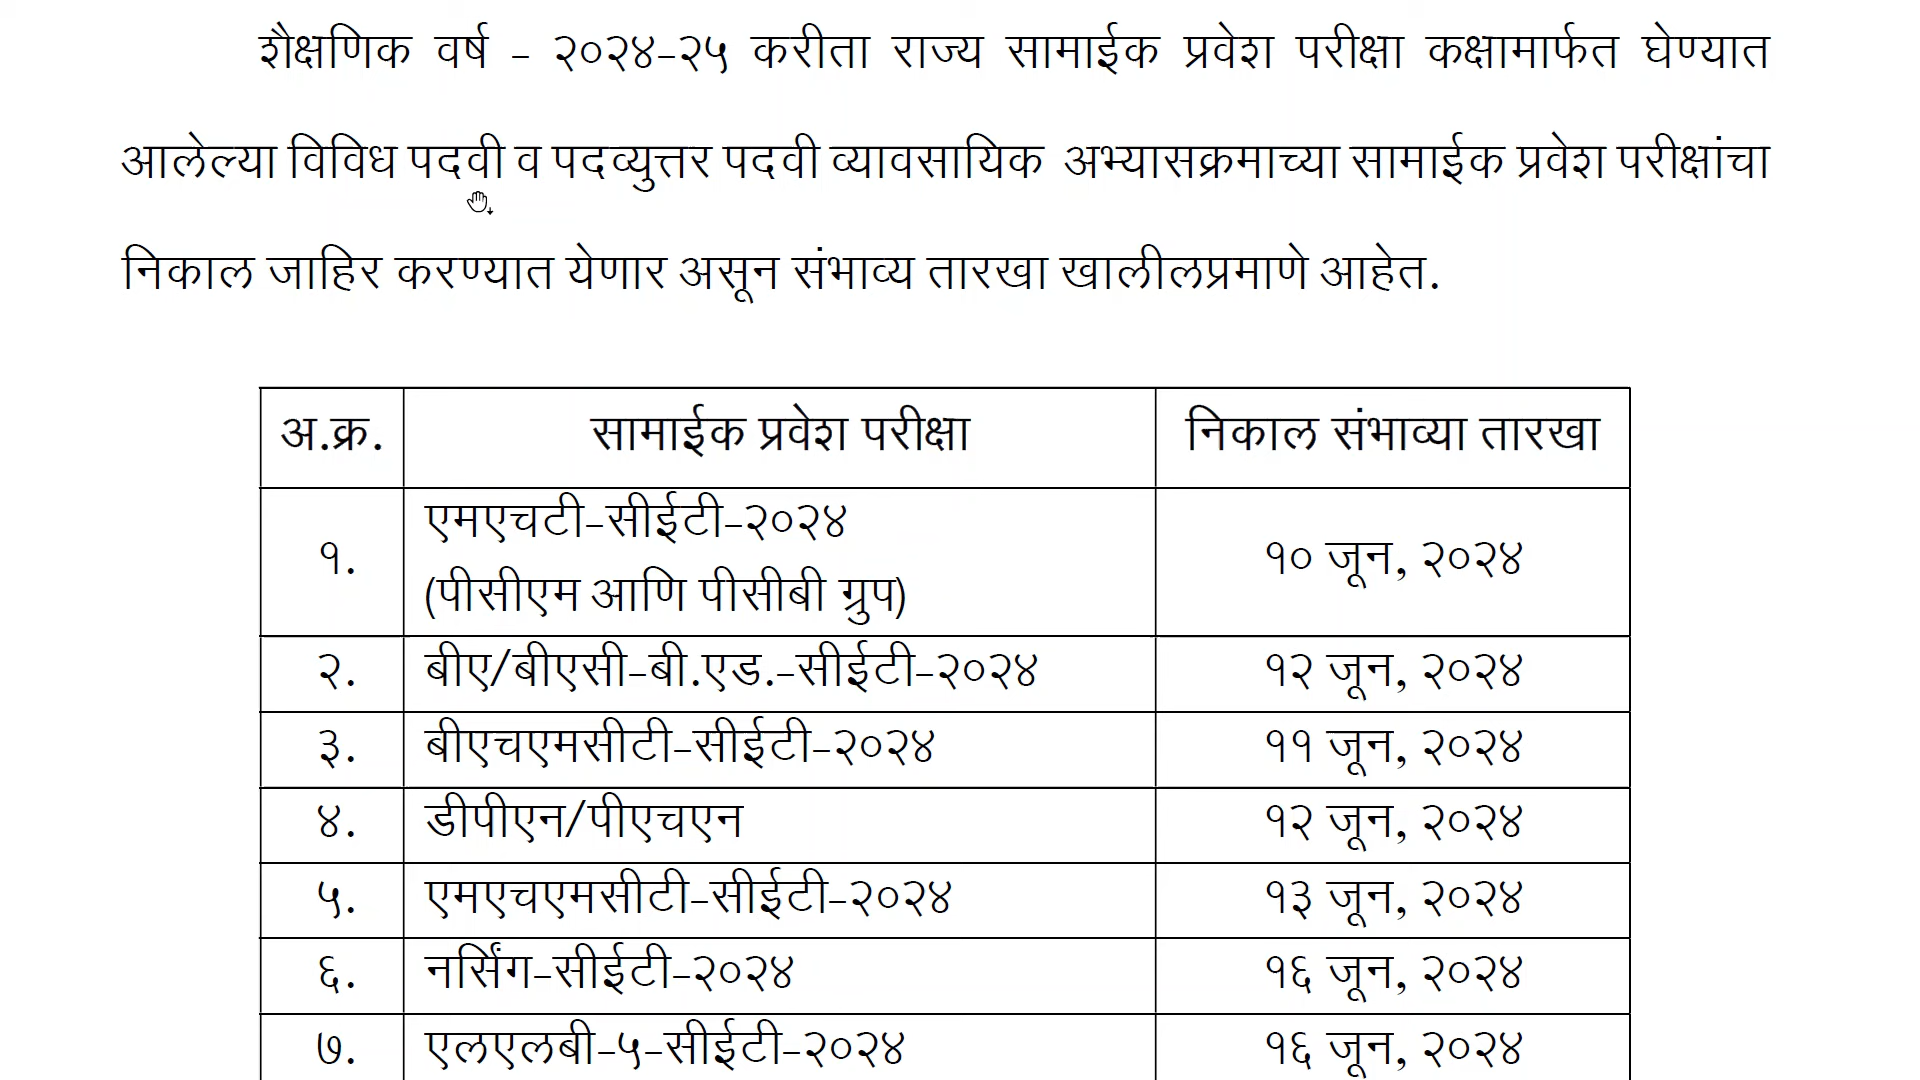 शैक्षणिक वर्ष - २०२४-२५ करीता राज्य सामाईक प्रवेश परीक्षा कक्षामार्फत घेण्यात
आलेल्या विविध पदवी व पदव्युत्तर पदवी व्यावसायिक अभ्यासक्रमाच्या सामाईक प्रवेश परीक्षांचा
निकाल जाहिर करण्यात येणार असून संभाव्य तारखा खालीलप्रमाणे आहेत.
अ.क्र. सामाईक प्रवेश परीक्षा निकाल संभाव्या तारखा
१. एमएचटी-सीईटी-२०२४
(पीसीएम आणि पीसीबी ग्रुप) १० जून, २०२४
२. बीए/बीएसी-बी.एड.-सीईटी-२०२४ १२ जून, २०२४
३. बीएचएमसीटी-सीईटी-२०२४ ११ जून, २०२४
४. डीपीएन/पीएचएन १२ जून, २०२४
५. एमएचएमसीटी-सीईटी-२०२४ १३ जून, २०२४
६. नर्सिंग-सीईटी-२०२४ १६ जून, २०२४
७. एलएलबी-५-सीईटी-२०२४ १६ जून, २०२४